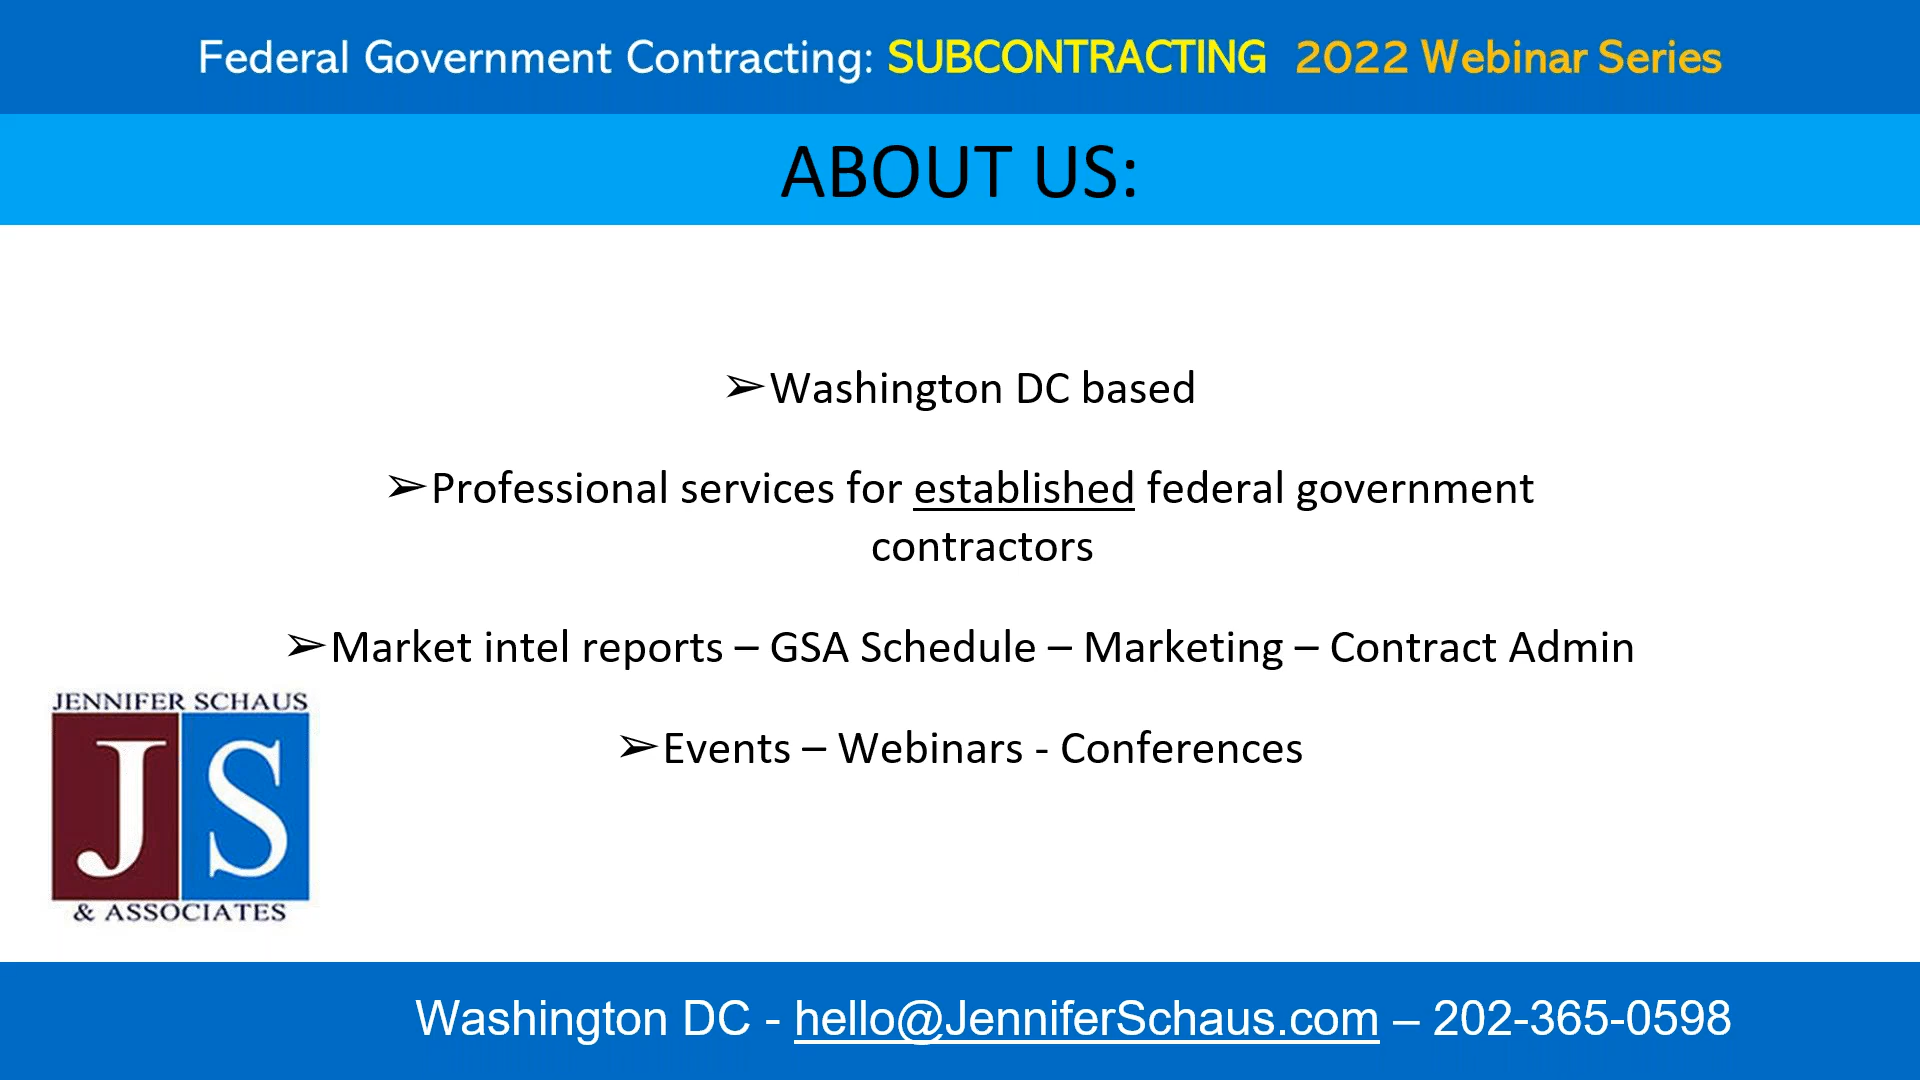 Federal Government Contracting: SUBCONTRACTING 2022 Webinar Series
ABOUT US:
➢Washington DC based
➢Professional services for established federal government
contractors
➢Market intel reports – GSA Schedule – Marketing – Contract Admin
➢Events – Webinars - Conferences
JENNIFER SCHAUS
JS
& ASSOCIATES
Washington DC - hello@JenniferSchaus.com – 202-365-0598